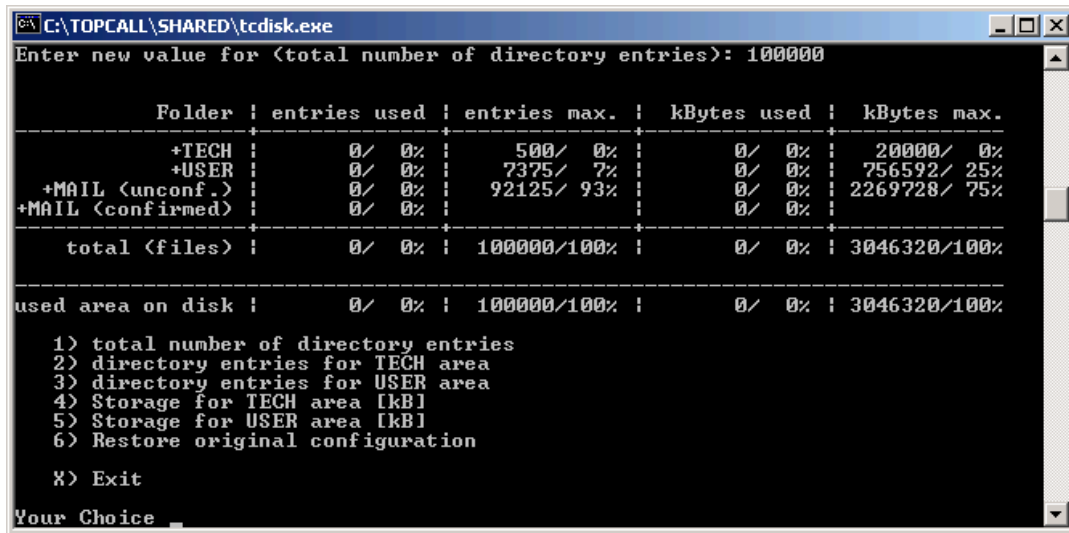 C:\TOPCALL\SHARED\tcdisk.exe
Enter new value for (total number of directory entries): 100000
Folder ¦ entries used ¦ entries max. ¦ kBytes used ¦ kBytes max.
+TECH ¦ 0/ 0% ¦ 500/ 0% ¦ 0/ 0% ¦ 20000/ 0%
+USER ¦ 0/ 0% ¦ 7375/ 7% ¦ 0/ 0% ¦ 756592/ 25%
+MAIL (unconf.) ¦ 0/ 0% ¦ 92125/ 93% ¦ 0/ 0% ¦ 2269728/ 75%
+MAIL (confirmed) ¦ 0/ 0% ¦ ¦ 0/ 0% ¦
total (files) ¦ 0/ 0% ¦ 100000/100% ¦ 0/ 0% ¦ 3046320/100%
used area on disk ¦ 0/ 0% ¦ 100000/100% ¦ 0/ 0% ¦ 3046320/100%
1) total number of directory entries
2) directory entries for TECH area
3) directory entries for USER area
4) Storage for TECH area [kB]
5) Storage for USER area [kB]
6) Restore original configuration
X) Exit
Your Choice _